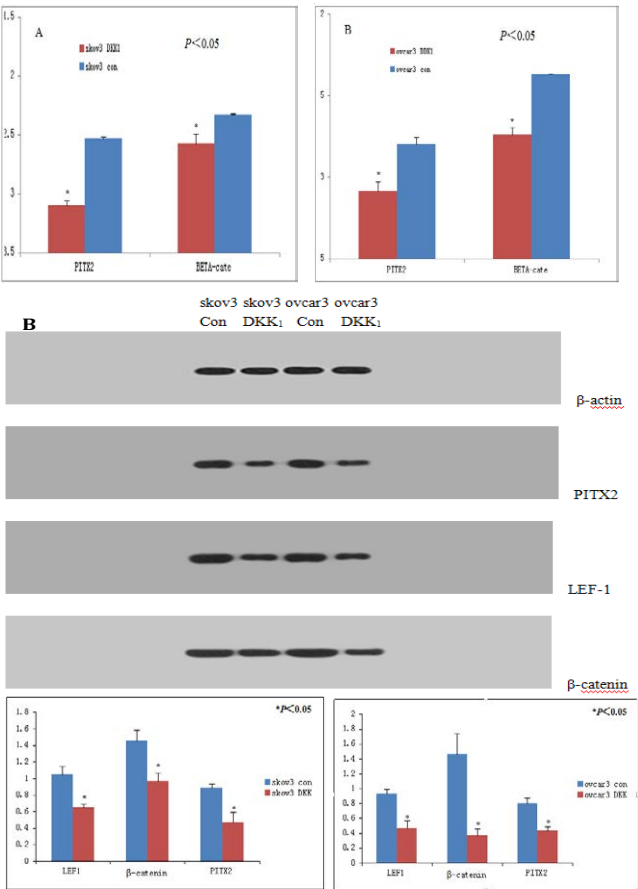 A
skov3 DKK1
skov3 con
P<0.05
1.5
2
2.5
3
3.5
PITX2
BETA-cate
B
ovcar3 DKK1
ovcar3 con
P<0.05
2
5
3
5
PITX2
BETA-cate
skov3 skov3 ovcar3 ovcar3
B Con DKK₁ Con DKK₁
β-actin
PITX2
LEF-1
β-catenin
*P<0.05
1.8
1.6
1.4
1.2
1
0.8
0.6
0.4
0.2
0
skov3 con
skov3 DKK
LEF1 β-catenin PITX2
*P<0.05
2
1.8
1.6
1.4
1.2
1
0.8
0.6
0.4
0.2
0
ovcar3 con
ovcar3 DKK
LEF1 β-catenin PITX2